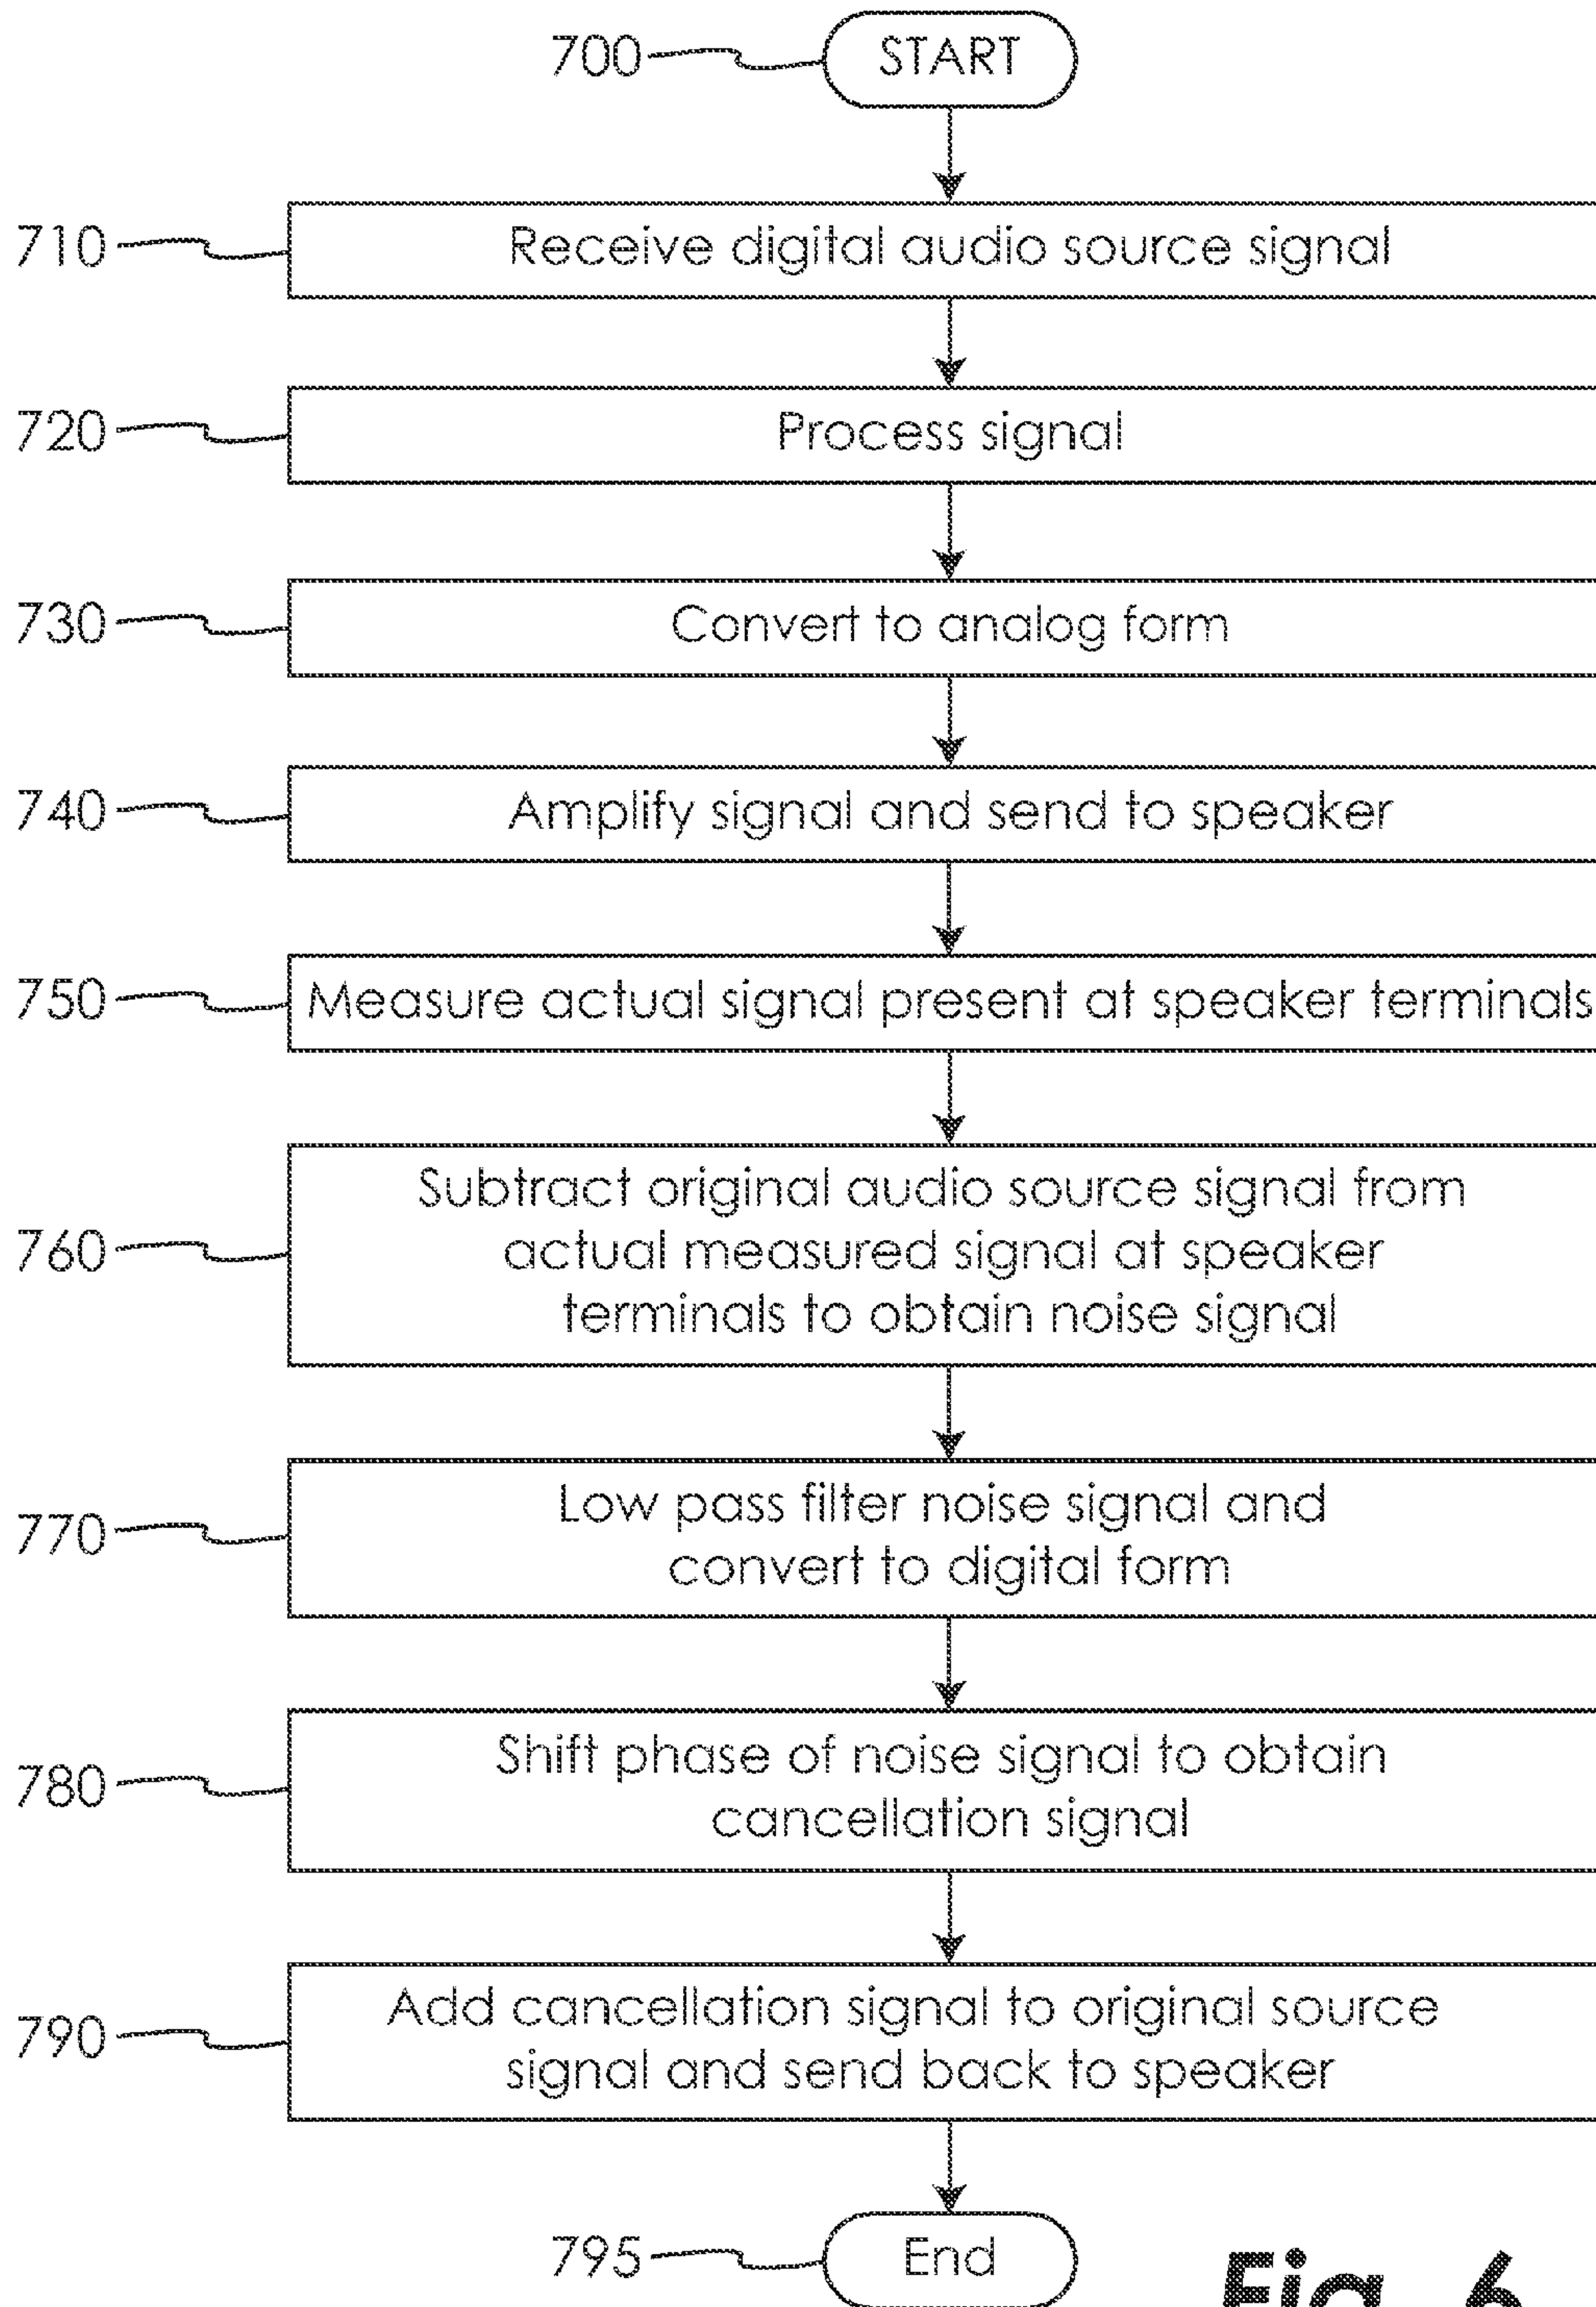 700 START
710 Receive digital audio source signal
720 Process signal
730 Convert to analog form
740 Amplify signal and send to speaker
750 Measure actual signal present at speaker terminals
Subtract original audio source signal from
760 actual measured signal at speaker
terminals to obtain noise signal
Low pass filter noise signal and
770 convert to digital form
Shift phase of noise signal to obtain
780 cancellation signal
Add cancellation signal to original source
790 signal and send back to speaker
795 End
Fig. 6